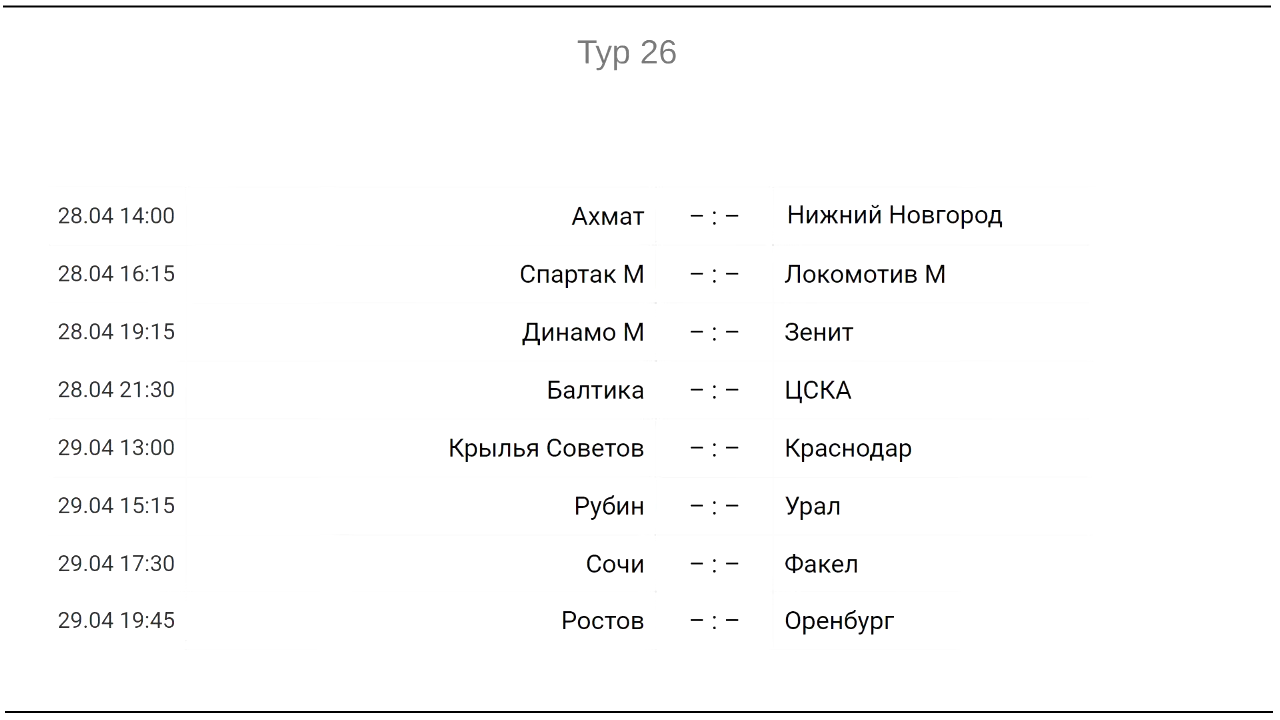 Тур 26
28.04 14:00 Ахмат – : – Нижний Новгород
28.04 16:15 Спартак М – : – Локомотив М
28.04 19:15 Динамо М – : – Зенит
28.04 21:30 Балтика – : – ЦСКА
29.04 13:00 Крылья Советов – : – Краснодар
29.04 15:15 Рубин – : – Урал
29.04 17:30 Сочи – : – Факел
29.04 19:45 Ростов – : – Оренбург